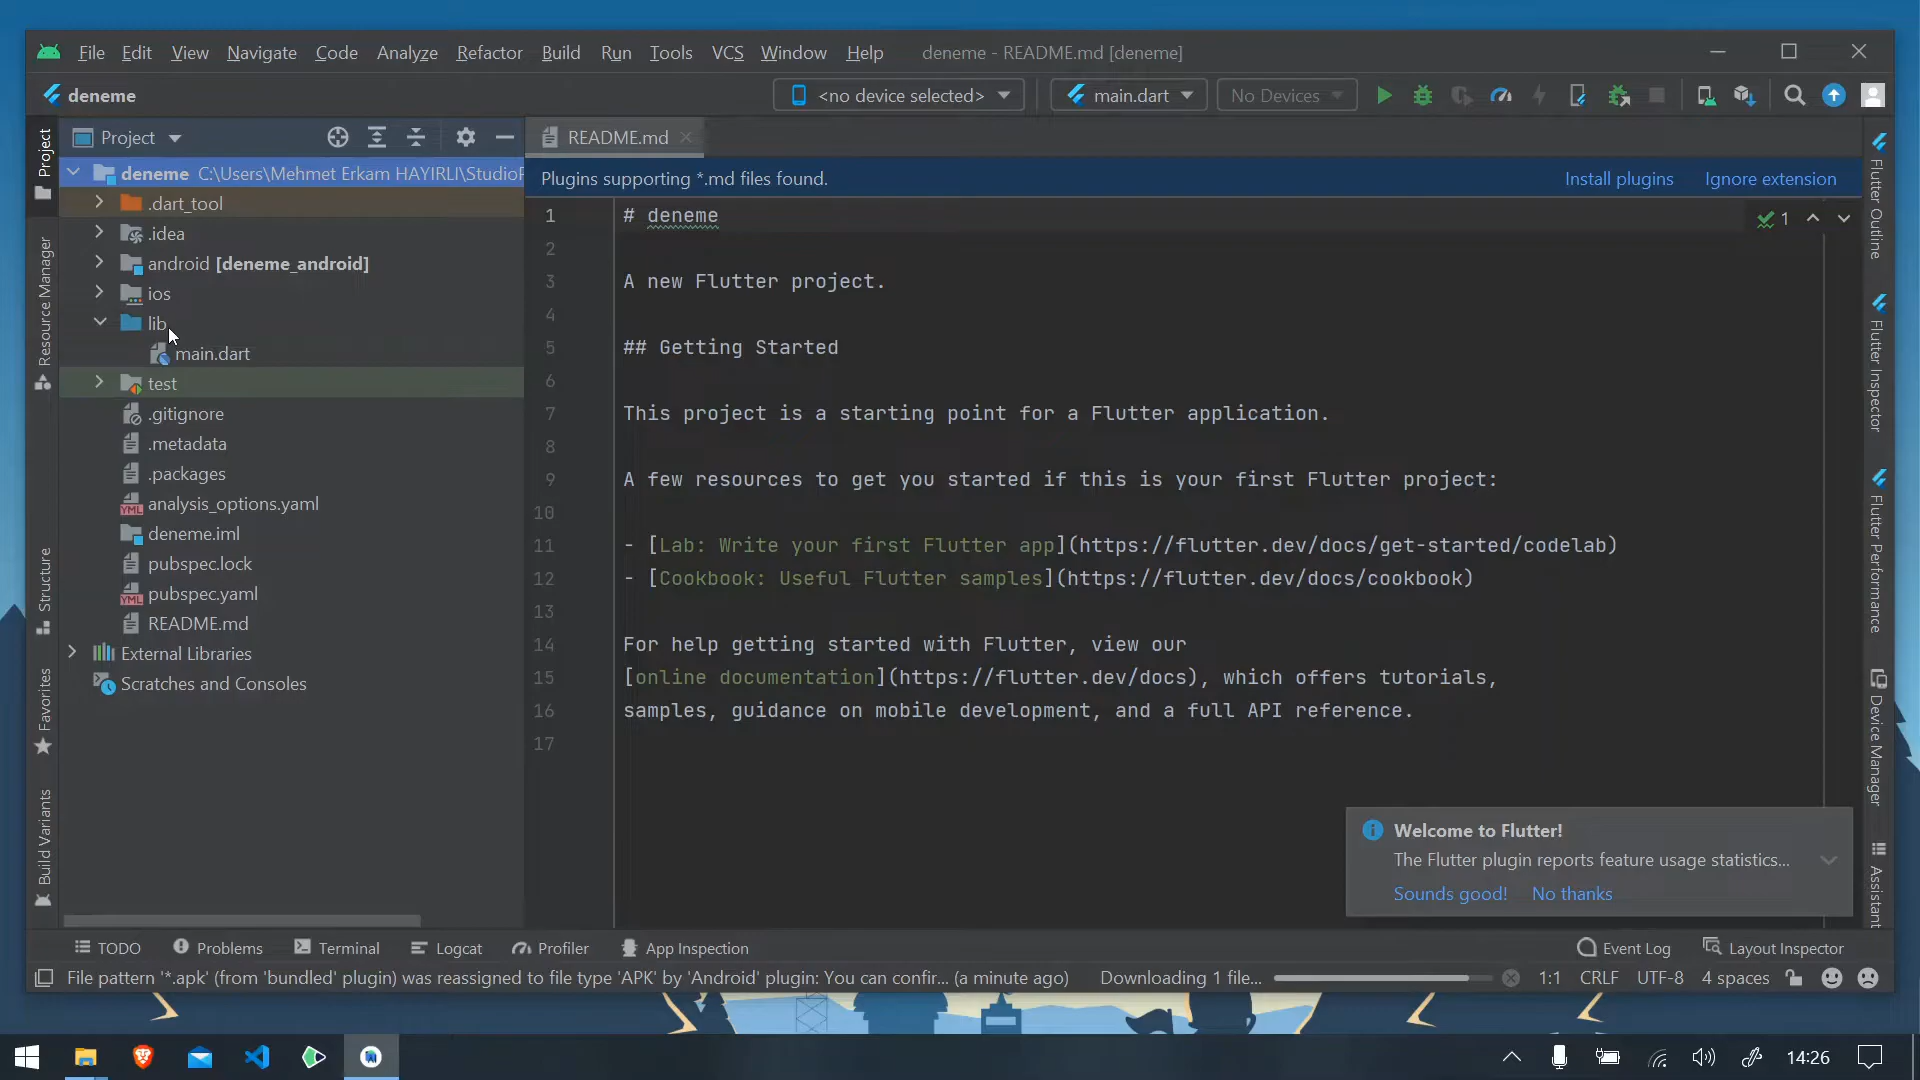 File Edit View Navigate Code Analyze Refactor Build Run Tools VCS Window Help deneme - README.md [deneme]
deneme
<no device selected> main.dart No Devices
Project
README.md
Plugins supporting *.md files found. Install plugins Ignore extension
deneme C:\Users\Mehmet Erkam HAYIRLI\StudioF
.dart_tool
.idea
android [deneme_android]
ios
lib
main.dart
test
.gitignore
.metadata
.packages
analysis_options.yaml
deneme.iml
pubspec.lock
pubspec.yaml
README.md
External Libraries
Scratches and Consoles
1 # deneme
1
2
3 A new Flutter project.
4
5 ## Getting Started
6
7 This project is a starting point for a Flutter application.
8
9 A few resources to get you started if this is your first Flutter project:
10
11 - [Lab: Write your first Flutter app](https://flutter.dev/docs/get-started/codelab)
12 - [Cookbook: Useful Flutter samples](https://flutter.dev/docs/cookbook)
13
14 For help getting started with Flutter, view our
15 [online documentation](https://flutter.dev/docs), which offers tutorials,
16 samples, guidance on mobile development, and a full API reference.
17
Project
Resource Manager
Structure
Favorites
Build Variants
Flutter Outline
Flutter Inspector
Flutter Performance
Device Manager
Assistant
Welcome to Flutter!
The Flutter plugin reports feature usage statistics...
Sounds good! No thanks
TODO Problems Terminal Logcat Profiler App Inspection Event Log Layout Inspector
File pattern '*.apk' (from 'bundled' plugin) was reassigned to file type 'APK' by 'Android' plugin: You can confir... (a minute ago) Downloading 1 file... 1:1 CRLF UTF-8 4 spaces
14:26